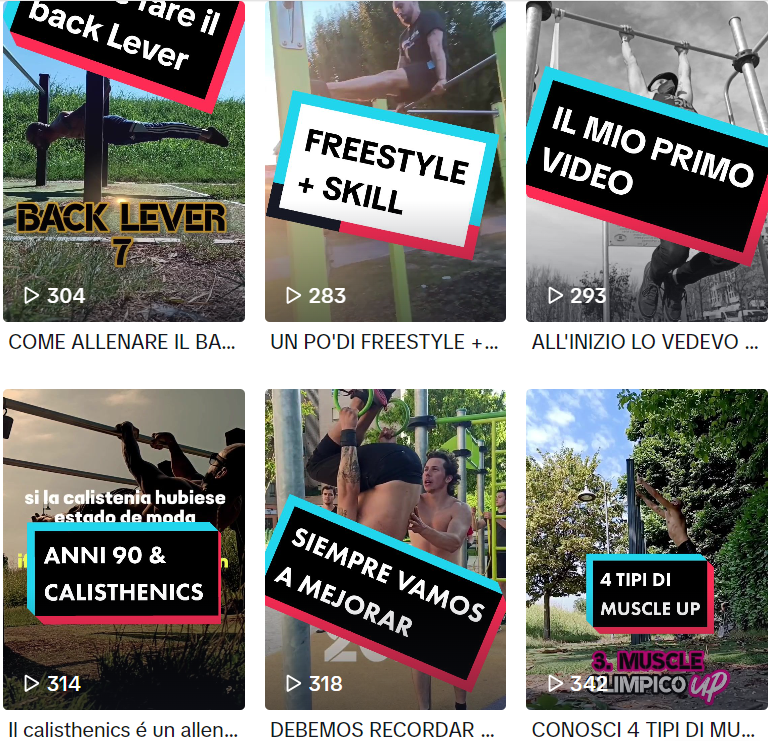 fare il
back Lever
BACK LEVER
7
304
COME ALLENARE IL BA...
FREESTYLE
+ SKILL
283
UN PO'DI FREESTYLE +...
IL MIO PRIMO
VIDEO
293
ALL'INIZIO LO VEDEVO ...
si la calistenia hubiese
estado de moda
ANNI 90 &
CALISTHENICS
314
Il calisthenics é un allen...
SIEMPRE VAMOS
A MEJORAR
318
DEBEMOS RECORDAR ...
4 TIPI DI
MUSCLE UP
3. MUSCLE
OLIMPICO UP
342
CONOSCI 4 TIPI DI MU...